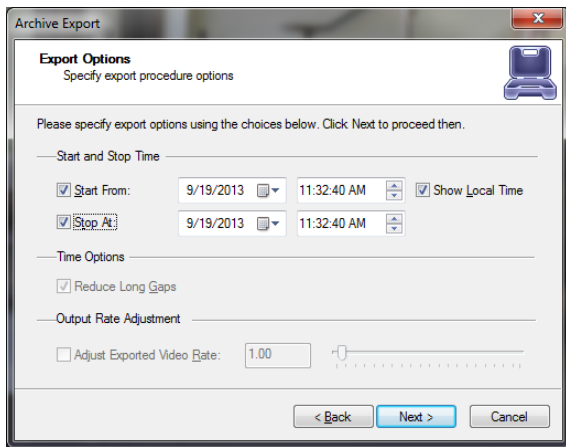 Archive Export
Export Options
Specify export procedure options
Please specify export options using the choices below. Click Next to proceed then.
Start and Stop Time
Start From: 9/19/2013 11:32:40 AM Show Local Time
Stop At: 9/19/2013 11:32:40 AM
Time Options
Reduce Long Gaps
Output Rate Adjustment
Adjust Exported Video Rate: 1.00
< Back Next > Cancel